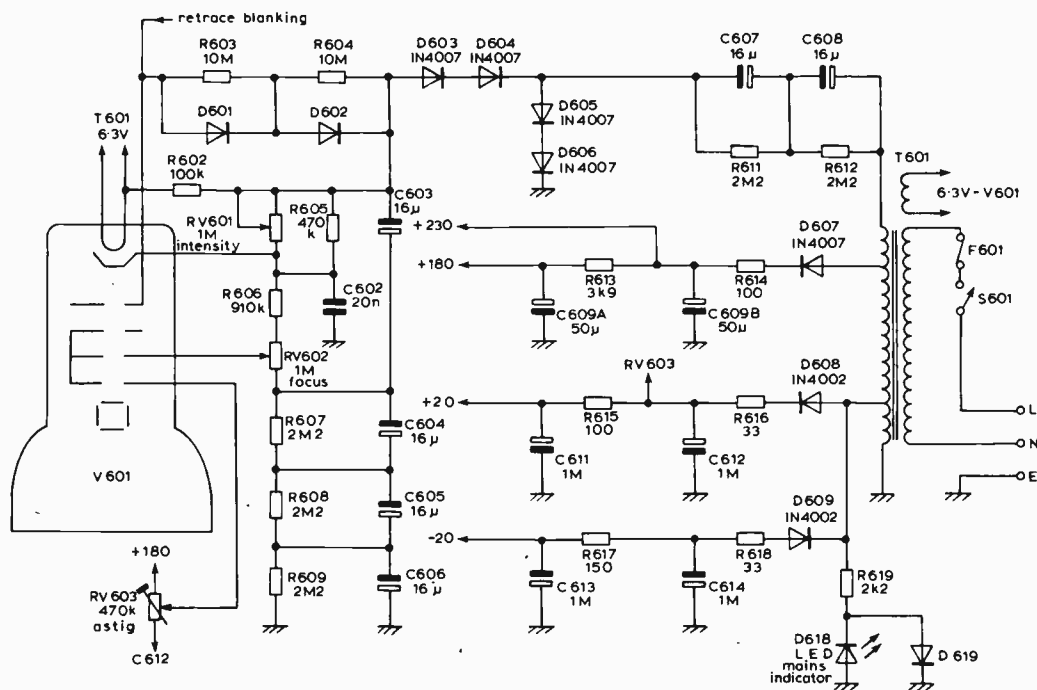 retrace blanking
R603
10M
R604
10M
D603
IN4007
D604
IN4007
C607
16µ
C608
16µ
D601
D602
D605
IN4007
D606
IN4007
R611
2M2
R612
2M2
T601
6·3V
R602
100k
T601
6·3V-V601
RV601
1M
intensity
R605
470
k
C603
16µ
+230
D607
IN4007
F601
+180
R613
3k9
R614
100
S601
R606
910k
C602
20n
C609A
50µ
C609B
50µ
RV602
1M
focus
RV603
D608
IN4002
+20
R615
100
R616
33
L
R607
2M2
C604
16µ
C611
1M
C612
1M
N
V601
E
R608
2M2
C605
16µ
D609
IN4002
-20
R617
150
R618
33
+180
R609
2M2
C606
16µ
C613
1M
C614
1M
R619
2k2
RV603
470k
astig
C612
D618
LED
mains
indicator
D619